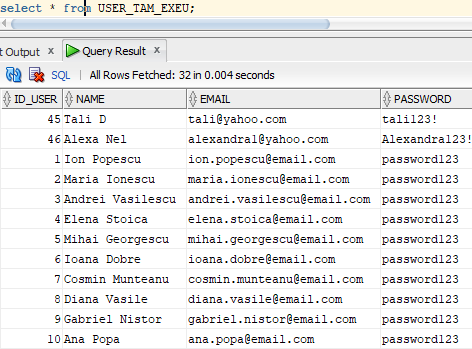 select * from USER_TAM_EXEU;
t Output x Query Result x
SQL | All Rows Fetched: 32 in 0.004 seconds
ID_USER NAME EMAIL PASSWORD
45 Tali D tali@yahoo.com tali123!
46 Alexa Nel alexandra1@yahoo.com Alexandra123!
1 Ion Popescu ion.popescu@email.com password123
2 Maria Ionescu maria.ionescu@email.com password123
3 Andrei Vasilescu andrei.vasilescu@email.com password123
4 Elena Stoica elena.stoica@email.com password123
5 Mihai Georgescu mihai.georgescu@email.com password123
6 Ioana Dobre ioana.dobre@email.com password123
7 Cosmin Munteanu cosmin.munteanu@email.com password123
8 Diana Vasile diana.vasile@email.com password123
9 Gabriel Nistor gabriel.nistor@email.com password123
10 Ana Popa ana.popa@email.com password123